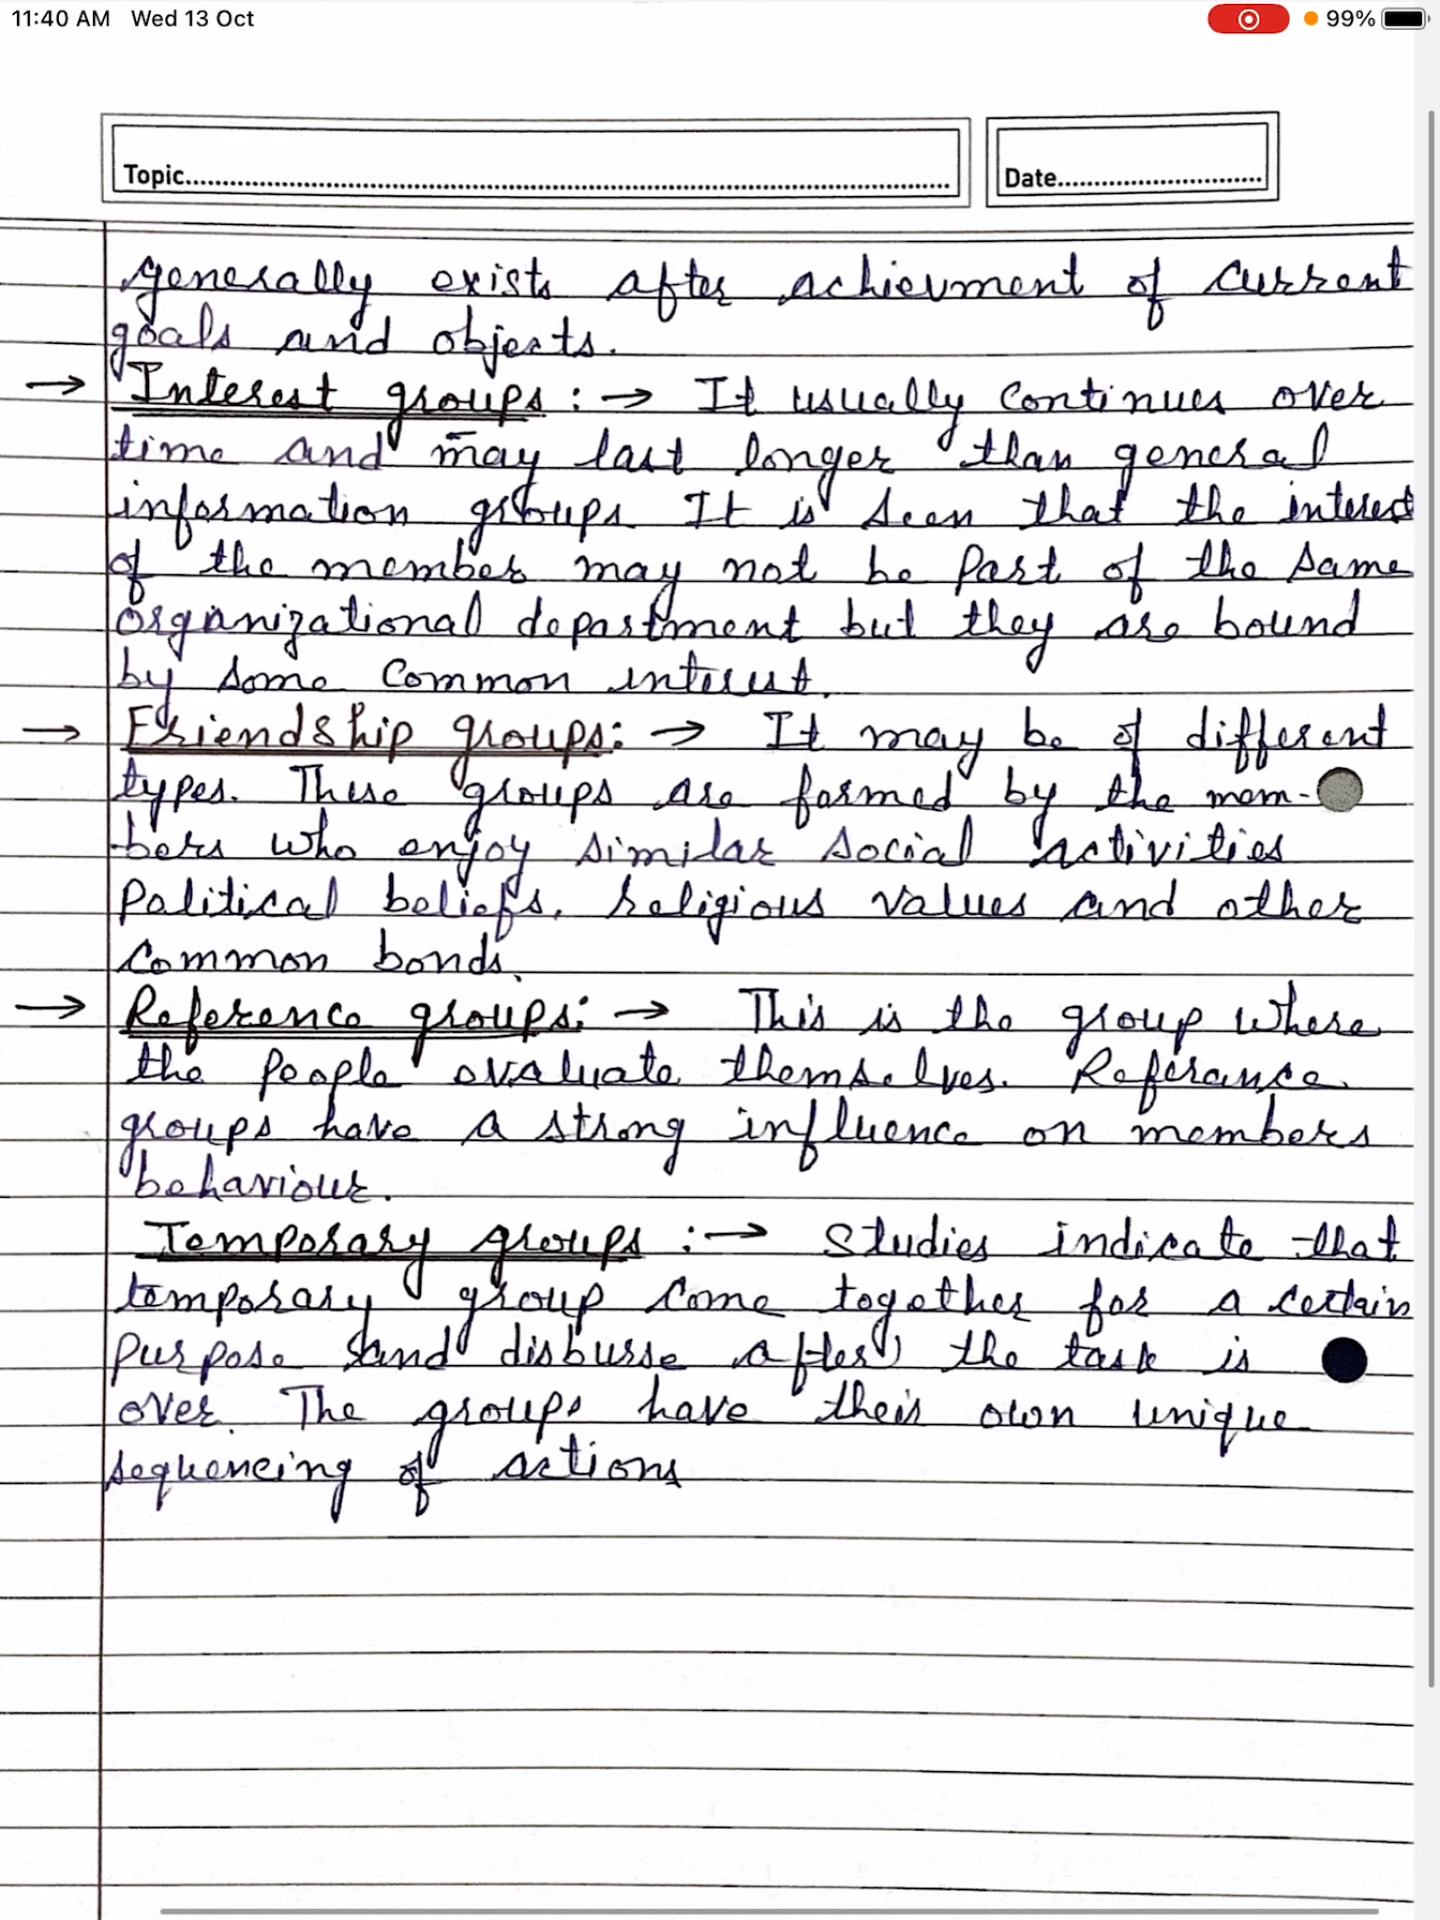 11:40 AM Wed 13 Oct 99%
Topic.......... Date..........
generally exists after achievment of current
goals and objects.
→ Interest groups :→ It usually continues over
time and may last longer than general
information groups It is seen that the interest
of the member may not be part of the same
organizational department but they are bound
by some common interest.
→ Friendship groups: → It may be of different
types. These groups are formed by the mem-
bers who enjoy similar social activities
Political beliefs, religious values and other
common bonds.
→ Reference groups: → This is the group where
the people evaluate themselves. Referance
groups have a strong influence on members
behaviour.
Temporary groups :→ Studies indicate that
temporary group come together for a certain
purpose and disburse after the task is
over. The groups have their own unique
sequencing of actions